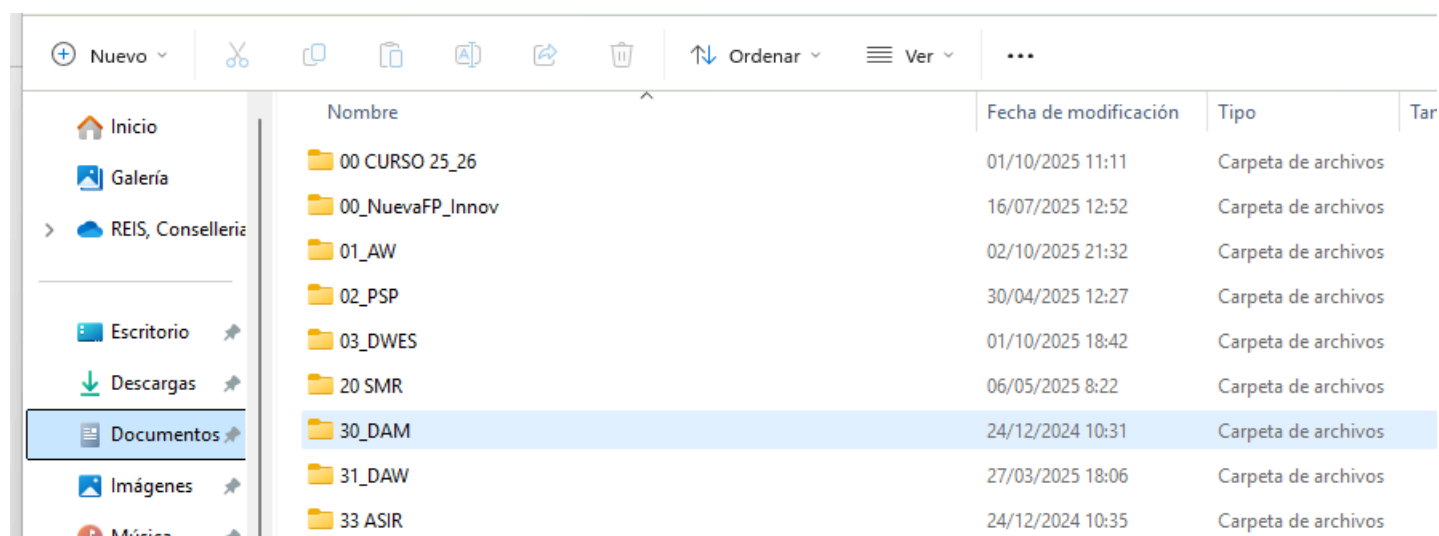 Nuevo Ordenar Ver ...
Nombre Fecha de modificación Tipo
Inicio
Galería
REIS, Conselleria
Escritorio
Descargas
Documentos
Imágenes
00 CURSO 25_26 01/10/2025 11:11 Carpeta de archivos
00_NuevaFP_Innov 16/07/2025 12:52 Carpeta de archivos
01_AW 02/10/2025 21:32 Carpeta de archivos
02_PSP 30/04/2025 12:27 Carpeta de archivos
03_DWES 01/10/2025 18:42 Carpeta de archivos
20 SMR 06/05/2025 8:22 Carpeta de archivos
30_DAM 24/12/2024 10:31 Carpeta de archivos
31_DAW 27/03/2025 18:06 Carpeta de archivos
33 ASIR 24/12/2024 10:35 Carpeta de archivos